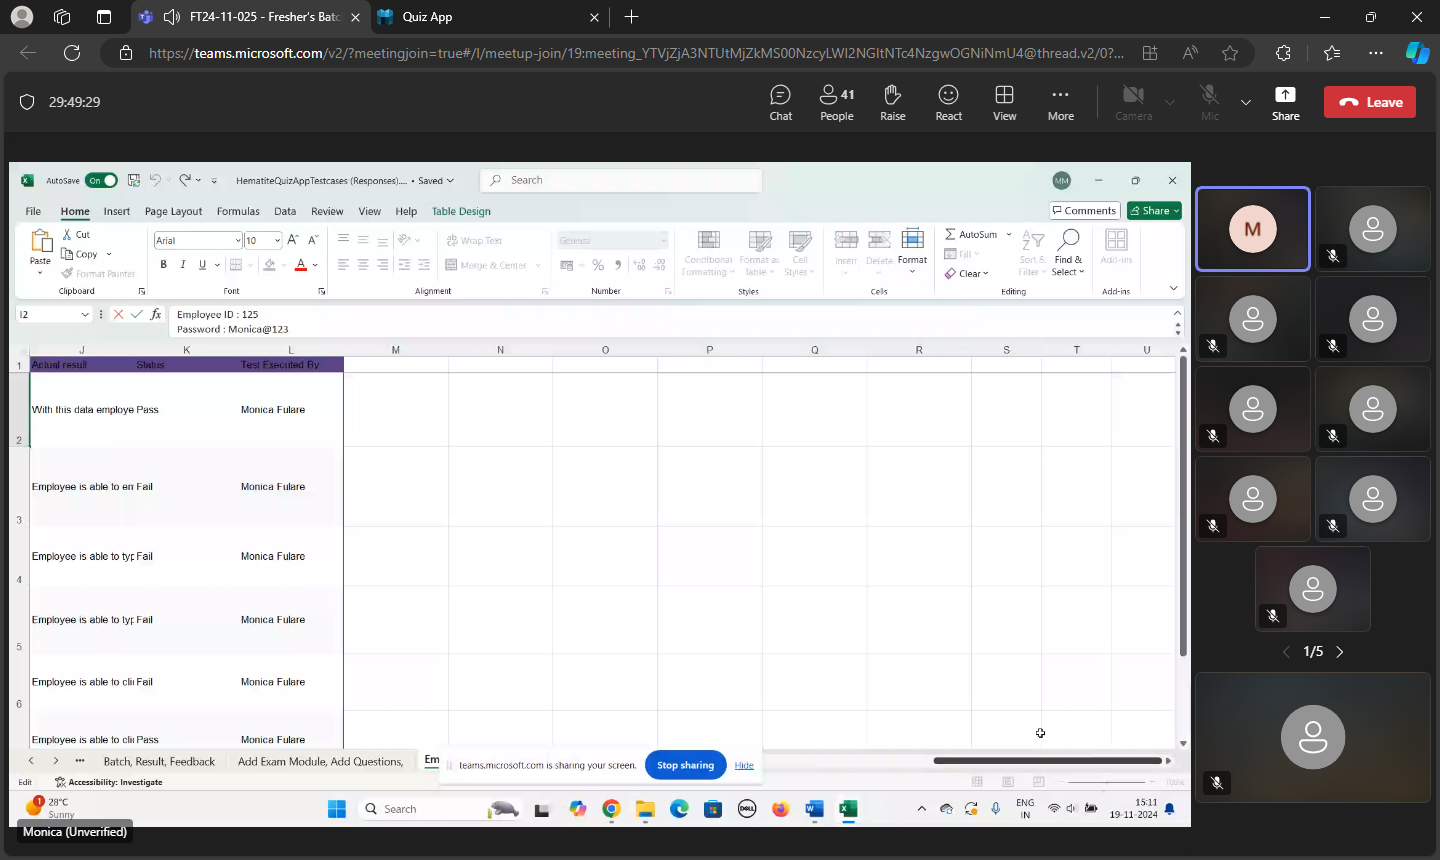 FT24-11-025 - Fresher's Batc
Quiz App
https://teams.microsoft.com/v2/?meetingjoin=true#/l/meetup-join/19:meeting_YTVjZjA3NTUtMjZkMS00NzcyLWI2NGItNTc4NzgwOGNiNmU4@thread.v2/0?...
29:49:29
Chat
41
People
Raise
React
View
More
Camera
Mic
Share
Leave
AutoSave On
HematiteQuizAppTestcases (Responses).... • Saved
Search
MM
File Home Insert Page Layout Formulas Data Review View Help Table Design
Comments
Share
Paste
Cut
Copy
Format Painter
Clipboard
Arial 10
B I U
Font
Wrap Text
Merge & Center
Alignment
General
Number
Conditional Formatting
Format as Table
Cell Styles
Styles
Insert Delete Format
Cells
AutoSum
Fill
Clear
Sort & Filter
Find & Select
Editing
Add-ins
Add-ins
I2
fx
Employee ID : 125
Password : Monica@123
J K L M N O P Q R S T U
1 Actual result Status Test Executed By
2 With this data employe Pass Monica Fulare
3 Employee is able to en Fail Monica Fulare
4 Employee is able to typ Fail Monica Fulare
5 Employee is able to typ Fail Monica Fulare
6 Employee is able to clic Fail Monica Fulare
Employee is able to clic Pass Monica Fulare
Batch, Result, Feedback
Add Exam Module, Add Questions,
Em
teams.microsoft.com is sharing your screen.
Stop sharing
Hide
Edit
Accessibility: Investigate
100%
1
28°C
Sunny
Search
DELL
ENG
IN
15:11
19-11-2024
Monica (Unverified)
M
1/5